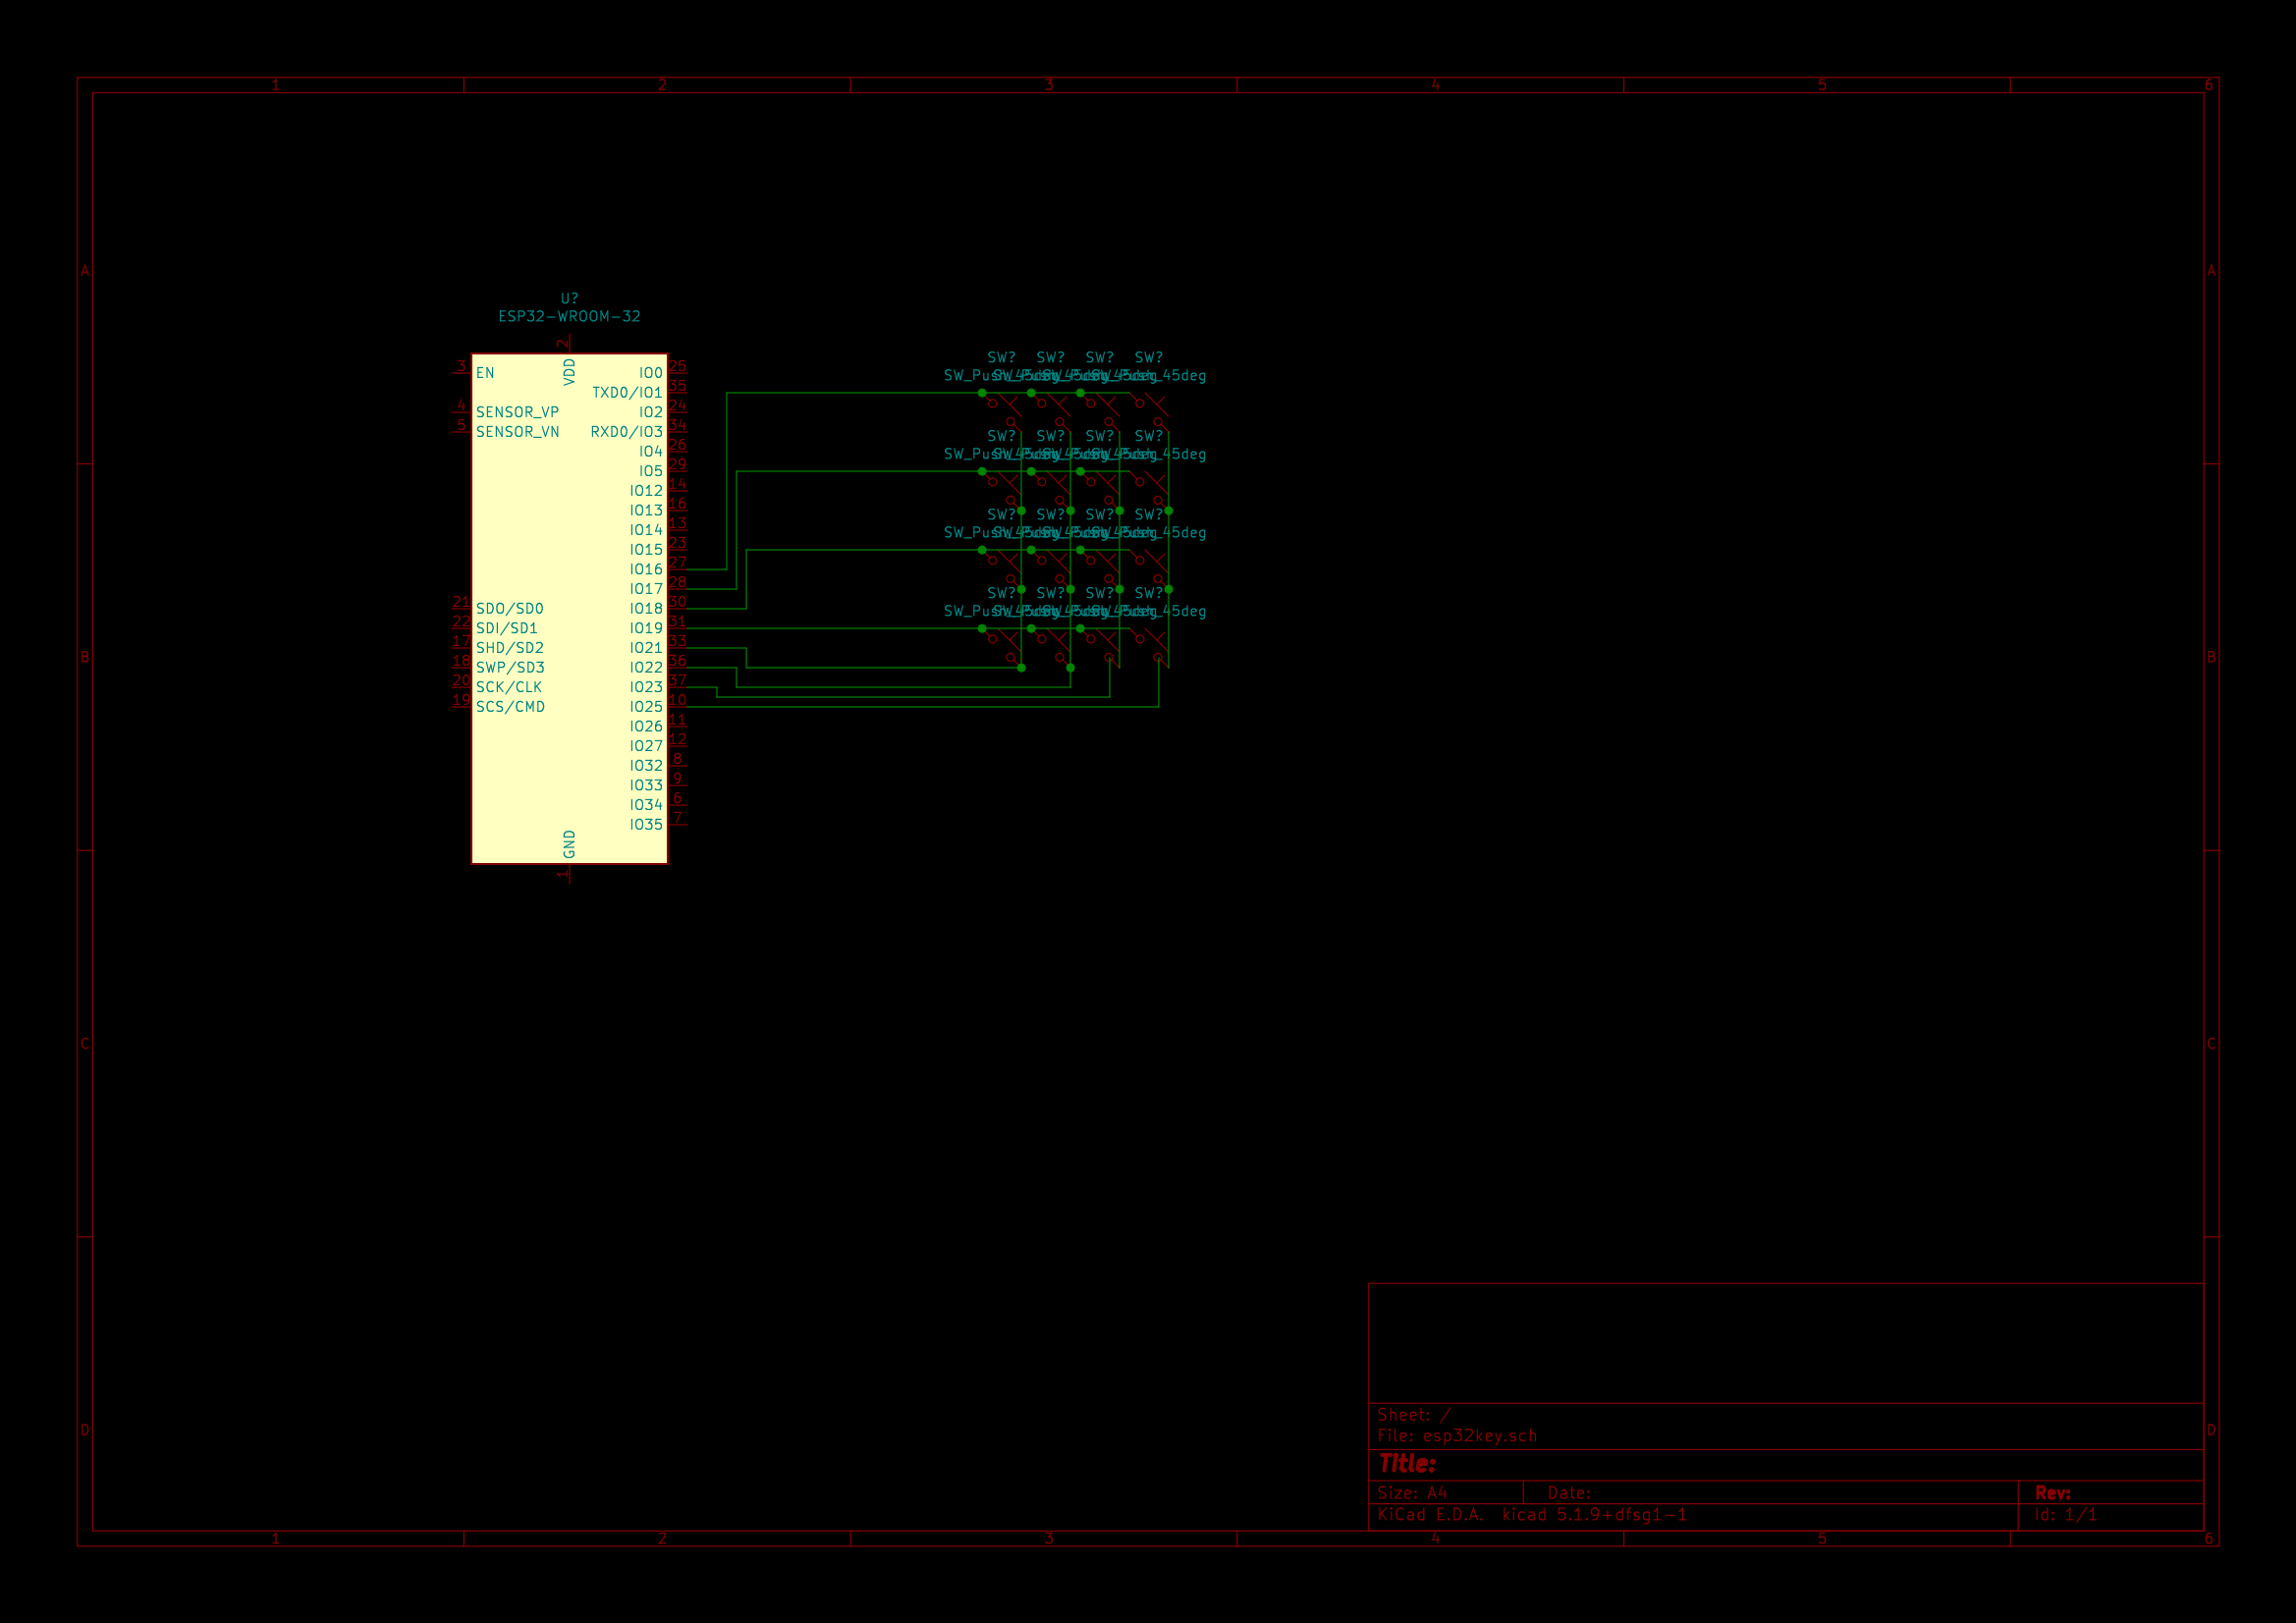 1 2 3 4 5 6
A A
U?
ESP32-WROOM-32
2
VDD
3 EN IO0 25
TXD0/IO1 35
4 SENSOR_VP IO2 24
5 SENSOR_VN RXD0/IO3 34
IO4 26
IO5 29
IO12 14
IO13 16
IO14 13
IO15 23
IO16 27
IO17 28
21 SDO/SD0 IO18 30
22 SDI/SD1 IO19 31
17 SHD/SD2 IO21 33
18 SWP/SD3 IO22 36
20 SCK/CLK IO23 37
19 SCS/CMD IO25 10
IO26 11
IO27 12
IO32 8
IO33 9
IO34 6
IO35 7
GND
1
SW? SW? SW? SW?
SW_Push_45deg SW_Push_45deg SW_Push_45deg SW_Push_45deg
SW? SW? SW? SW?
SW_Push_45deg SW_Push_45deg SW_Push_45deg SW_Push_45deg
SW? SW? SW? SW?
SW_Push_45deg SW_Push_45deg SW_Push_45deg SW_Push_45deg
SW? SW? SW? SW?
SW_Push_45deg SW_Push_45deg SW_Push_45deg SW_Push_45deg
B B
C C
D D
Sheet: /
File: esp32key.sch
Title:
Size: A4 Date: Rev:
KiCad E.D.A. kicad 5.1.9+dfsg1-1 Id: 1/1
1 2 3 4 5 6